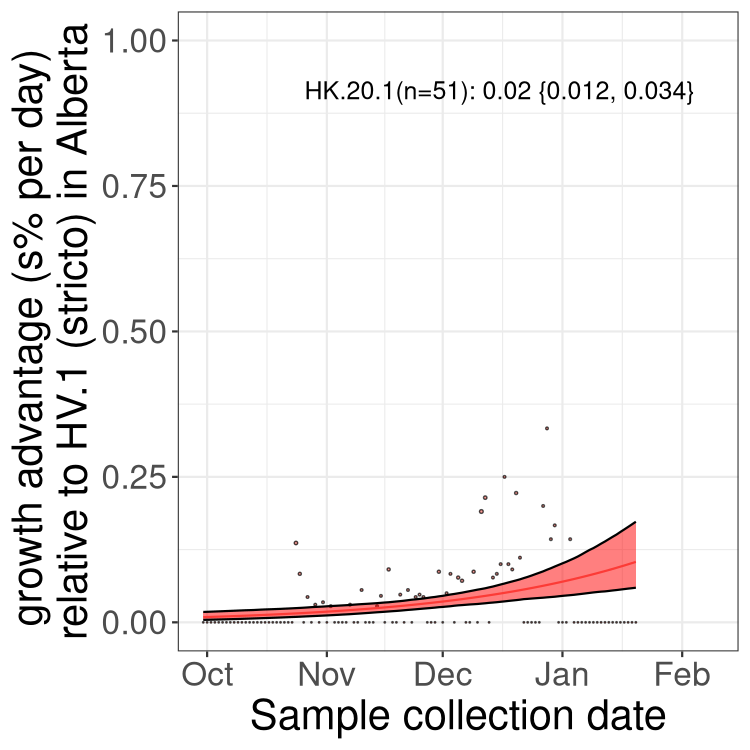 growth advantage (s% per day)
relative to HV.1 (stricto) in Alberta
1.00
0.75
0.50
0.25
0.00
HK.20.1(n=51): 0.02 {0.012, 0.034}
Oct Nov Dec Jan Feb
Sample collection date